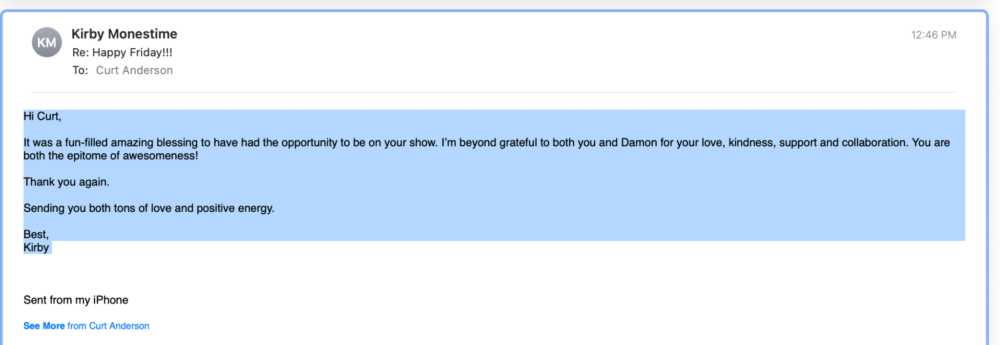 KM
Kirby Monestime
12:46 PM
Re: Happy Friday!!!
To: Curt Anderson
Hi Curt,
It was a fun-filled amazing blessing to have had the opportunity to be on your show. I’m beyond grateful to both you and Damon for your love, kindness, support and collaboration. You are
both the epitome of awesomeness!
Thank you again.
Sending you both tons of love and positive energy.
Best,
Kirby
Sent from my iPhone
See More from Curt Anderson